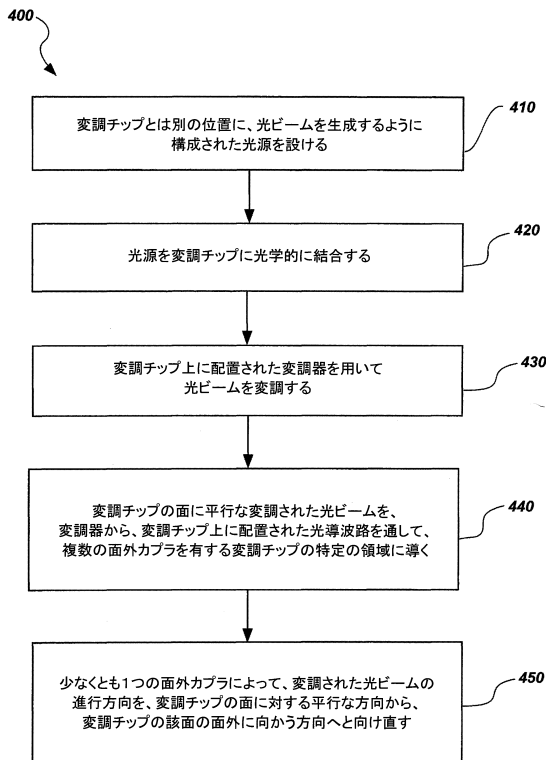 400
変調チップとは別の位置に、光ビームを生成するように
構成された光源を設ける
410
光源を変調チップに光学的に結合する
420
変調チップ上に配置された変調器を用いて
光ビームを変調する
430
変調チップの面に平行な変調された光ビームを、
変調器から、変調チップ上に配置された光導波路を通して、
複数の面外カプラを有する変調チップの特定の領域に導く
440
少なくとも1つの面外カプラによって、変調された光ビームの
進行方向を、変調チップの面に対する平行な方向から、
変調チップの該面の面外に向かう方向へと向け直す
450